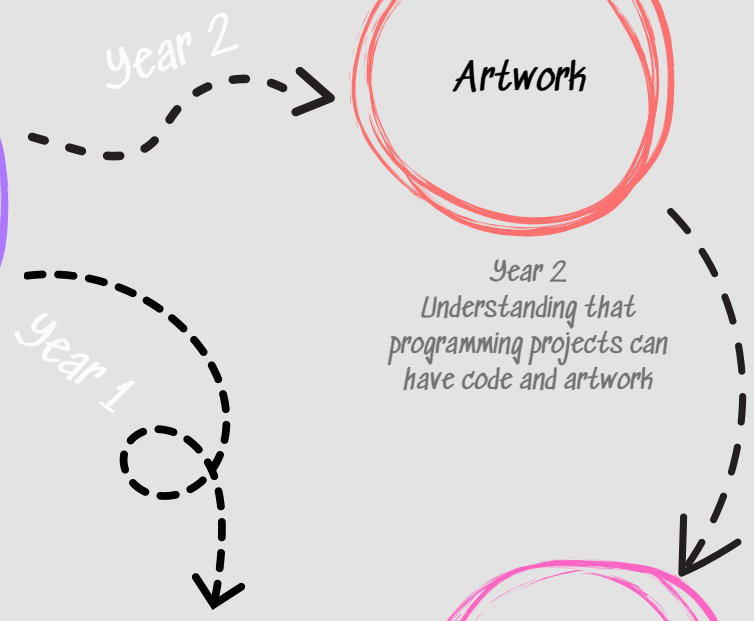 Year 2
Artwork
Year 2
Understanding that
programming projects can
have code and artwork
Year 1